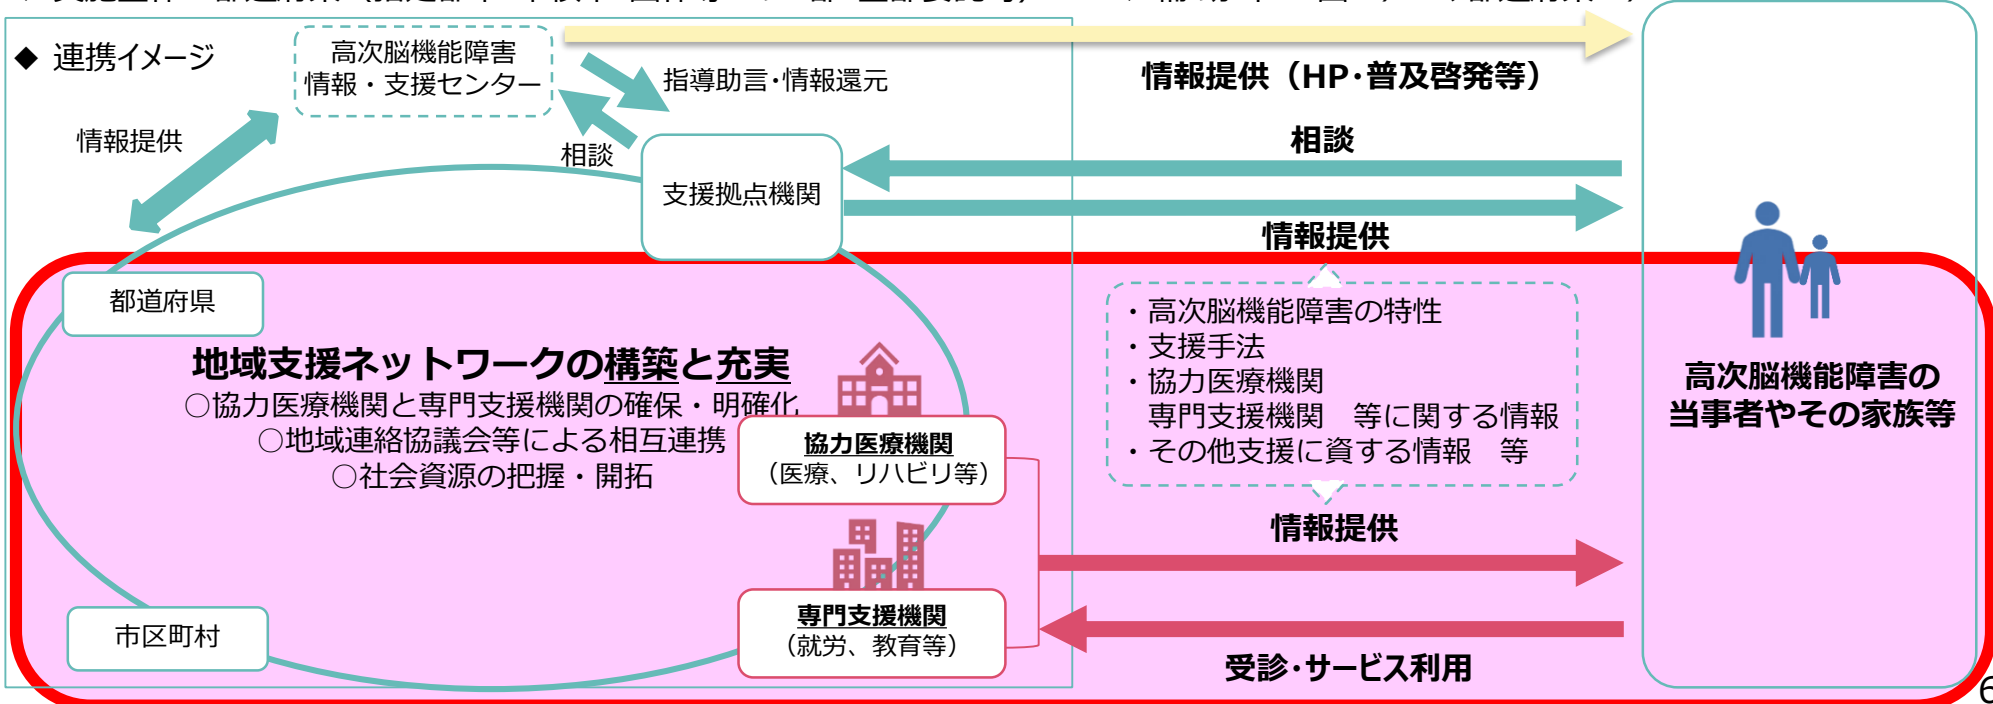 ◆ 連携イメージ
高次脳機能障害
情報・支援センター
指導助言・情報還元
情報提供（HP・普及啓発等）
情報提供
相談
相談
支援拠点機関
情報提供
都道府県
・高次脳機能障害の特性
・支援手法
・協力医療機関
専門支援機関　等に関する情報
・その他支援に資する情報　等
地域支援ネットワークの構築と充実
○協力医療機関と専門支援機関の確保・明確化
○地域連絡協議会等による相互連携
○社会資源の把握・開拓
高次脳機能障害の
当事者やその家族等
協力医療機関
（医療、リハビリ等）
情報提供
専門支援機関
（就労、教育等）
市区町村
受診・サービス利用
6